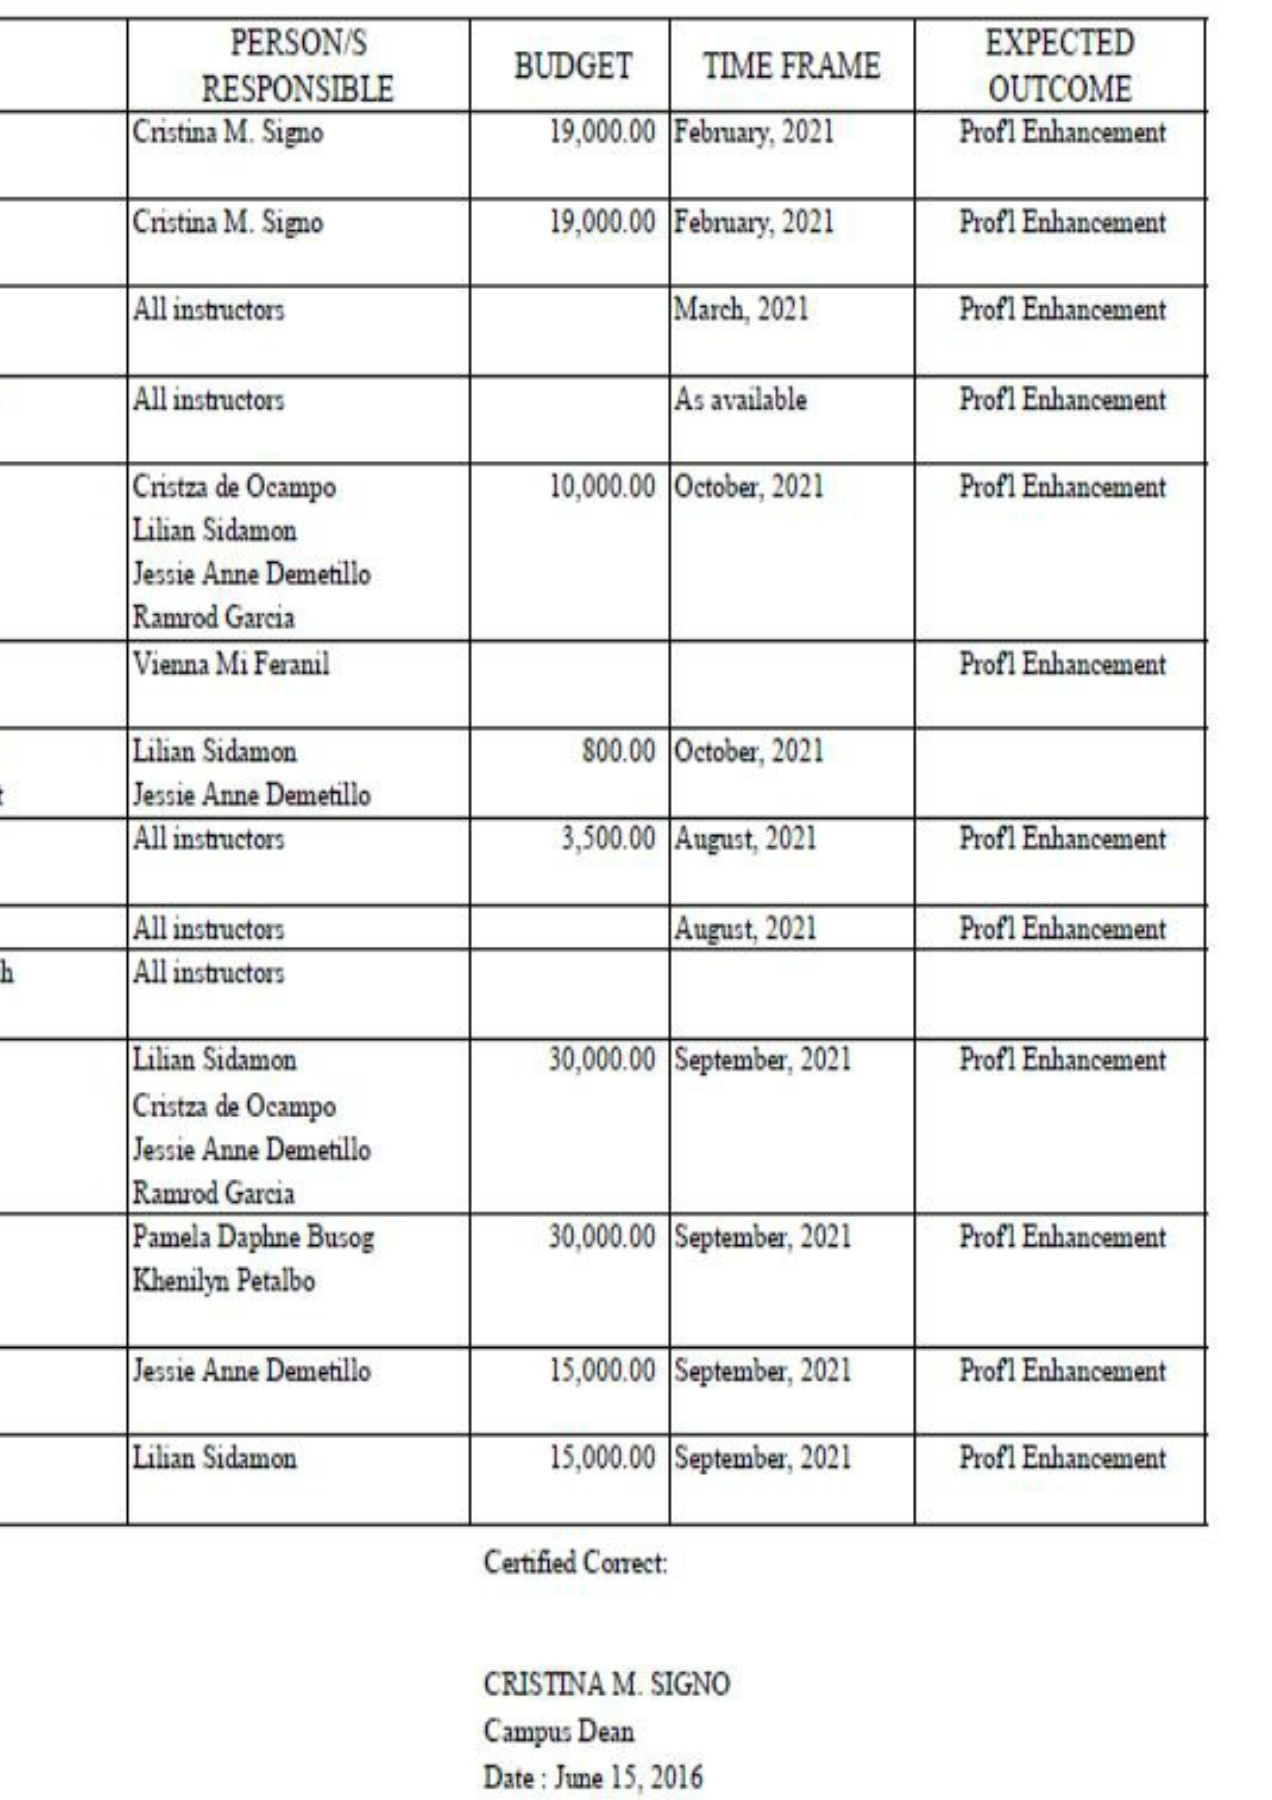 PERSON/S RESPONSIBLE BUDGET TIME FRAME EXPECTED OUTCOME
Cristina M. Signo 19,000.00 February, 2021 Prof'l Enhancement
Cristina M. Signo 19,000.00 February, 2021 Prof'l Enhancement
All instructors March, 2021 Prof'l Enhancement
All instructors As available Prof'l Enhancement
Cristza de Ocampo 10,000.00 October, 2021 Prof'l Enhancement
Lilian Sidamon
Jessie Anne Demetillo
Ramrod Garcia
Vienna Mi Feranil Prof'l Enhancement
Lilian Sidamon 800.00 October, 2021
t Jessie Anne Demetillo
All instructors 3,500.00 August, 2021 Prof'l Enhancement
All instructors August, 2021 Prof'l Enhancement
h All instructors
Lilian Sidamon 30,000.00 September, 2021 Prof'l Enhancement
Cristza de Ocampo
Jessie Anne Demetillo
Ramrod Garcia
Pamela Daphne Busog 30,000.00 September, 2021 Prof'l Enhancement
Khenilyn Petalbo
Jessie Anne Demetillo 15,000.00 September, 2021 Prof'l Enhancement
Lilian Sidamon 15,000.00 September, 2021 Prof'l Enhancement
Certified Correct:
CRISTINA M. SIGNO
Campus Dean
Date : June 15, 2016